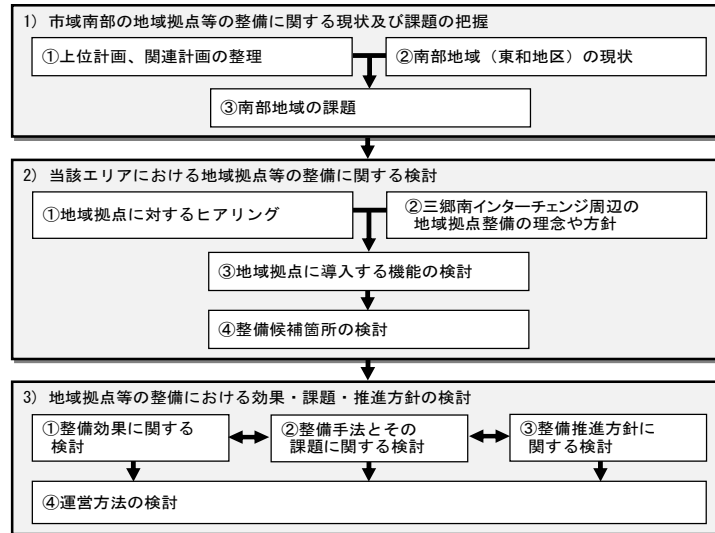 1) 市域南部の地域拠点等の整備に関する現状及び課題の把握
①上位計画、関連計画の整理
②南部地域（東和地区）の現状
③南部地域の課題
2) 当該エリアにおける地域拠点等の整備に関する検討
①地域拠点に対するヒアリング
②三郷南インターチェンジ周辺の
地域拠点整備の理念や方針
③地域拠点に導入する機能の検討
④整備候補箇所の検討
3) 地域拠点等の整備における効果・課題・推進方針の検討
①整備効果に関する
検討
②整備手法とその
課題に関する検討
③整備推進方針に
関する検討
④運営方法の検討